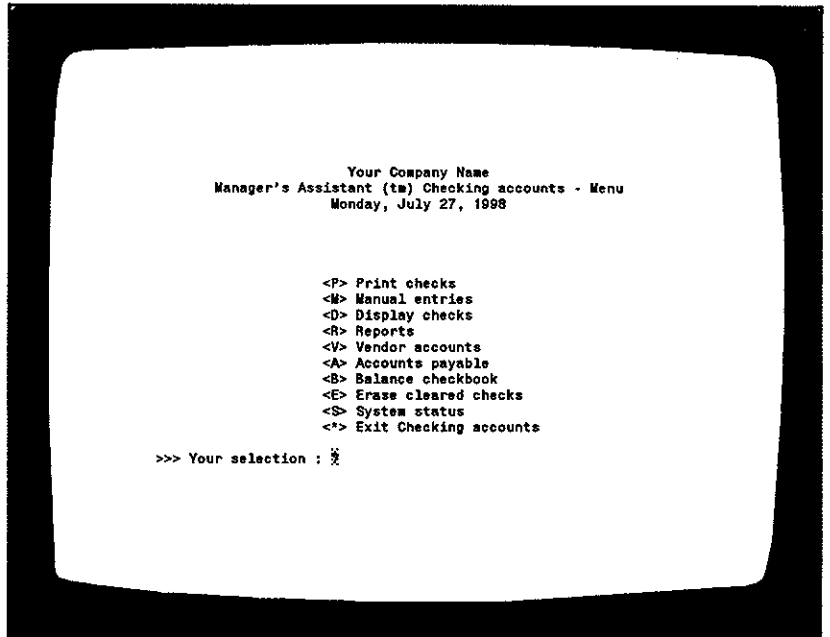 Your Company Name
Manager's Assistant (tm) Checking accounts - Menu
Monday, July 27, 1998
<P> Print checks
<M> Manual entries
<D> Display checks
<R> Reports
<V> Vendor accounts
<A> Accounts payable
<B> Balance checkbook
<E> Erase cleared checks
<S> System status
<*> Exit Checking accounts
>>> Your selection :